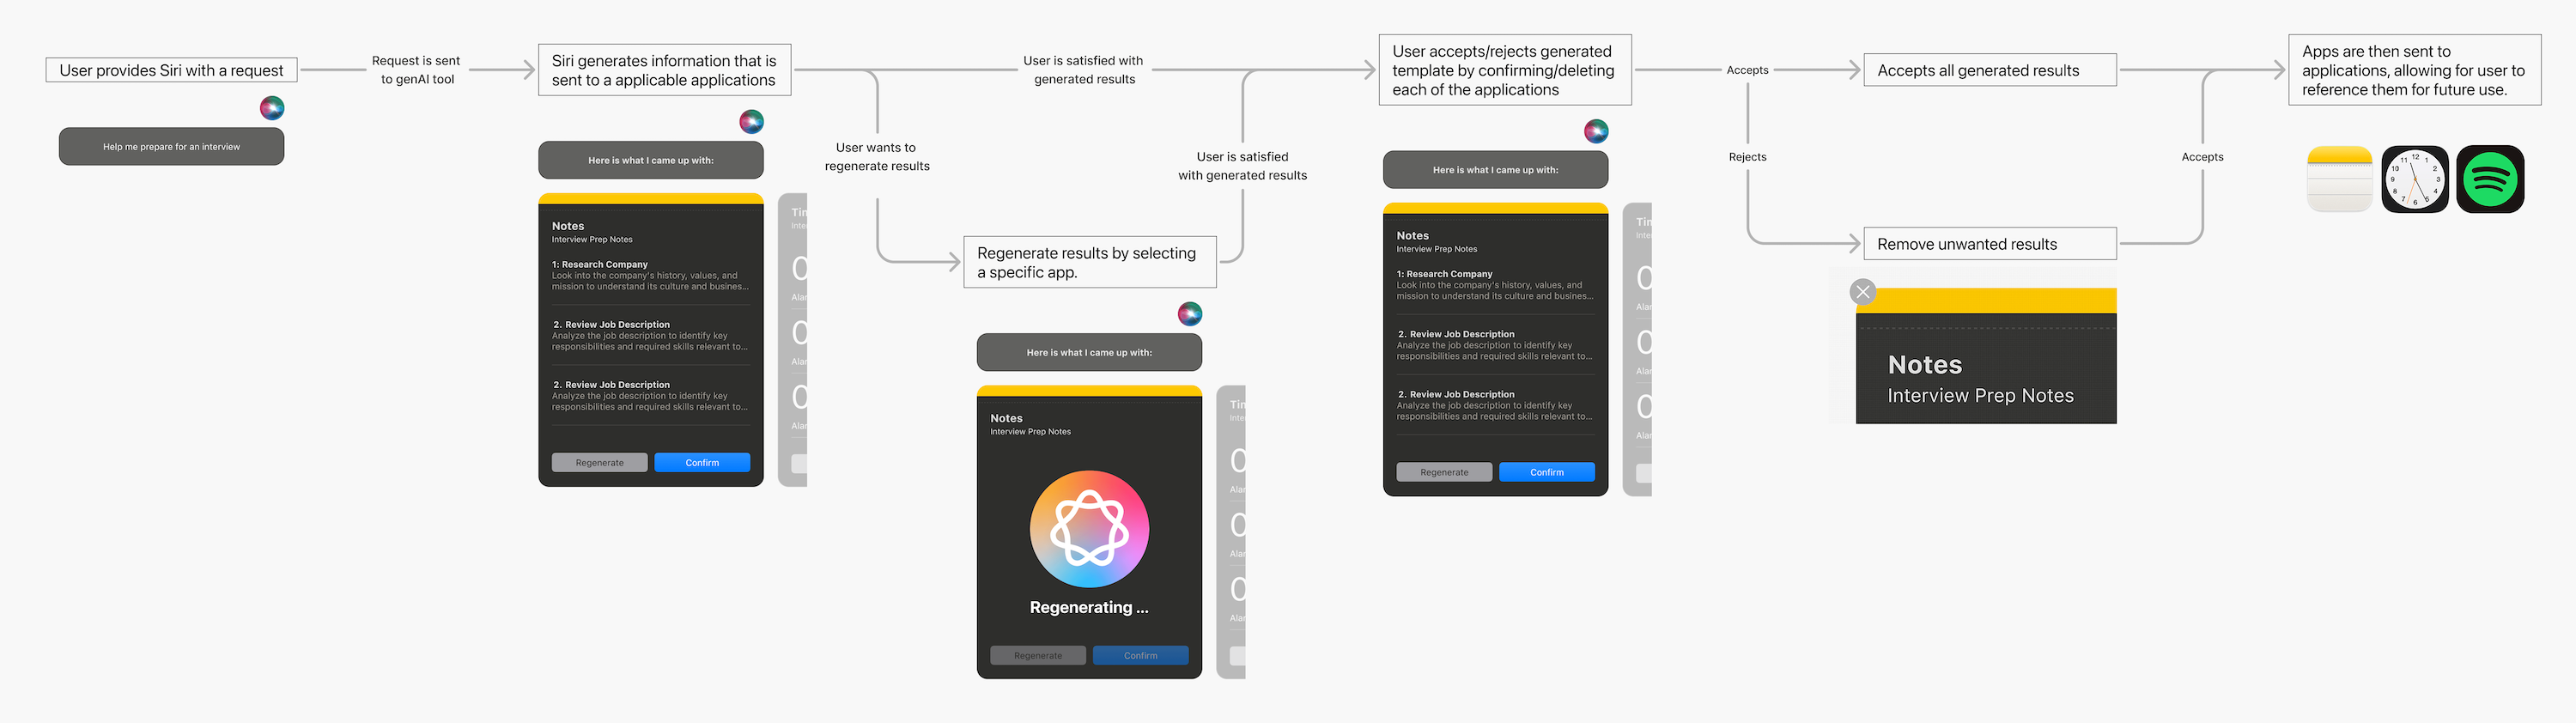 User provides Siri with a request
Help me prepare for an interview
Request is sent
to genAI tool
Siri generates information that is
sent to a applicable applications
Here is what I came up with:
Notes
Interview Prep Notes
1: Research Company
Look into the company's history, values, and
mission to understand its culture and busines...
2. Review Job Description
Analyze the job description to identify key
responsibilities and required skills relevant to...
2. Review Job Description
Analyze the job description to identify key
responsibilities and required skills relevant to...
Regenerate
Confirm
Tin
Inte
0
Alar
0
Alar
0
Alar
User is satisfied with
generated results
User wants to
regenerate results
Regenerate results by selecting
a specific app.
Here is what I came up with:
Notes
Interview Prep Notes
Regenerating ...
Regenerate
Confirm
Tin
Inte
0
Alar
0
Alar
0
Alar
User is satisfied
with generated results
User accepts/rejects generated
template by confirming/deleting
each of the applications
Here is what I came up with:
Notes
Interview Prep Notes
1: Research Company
Look into the company's history, values, and
mission to understand its culture and busines...
2. Review Job Description
Analyze the job description to identify key
responsibilities and required skills relevant to...
2. Review Job Description
Analyze the job description to identify key
responsibilities and required skills relevant to...
Regenerate
Confirm
Tin
Inte
0
Alar
0
Alar
0
Alar
Accepts
Rejects
Accepts all generated results
Remove unwanted results
Notes
Interview Prep Notes
Accepts
Apps are then sent to
applications, allowing for user to
reference them for future use.
12
1
2
3
4
5
6
7
8
9
10
11